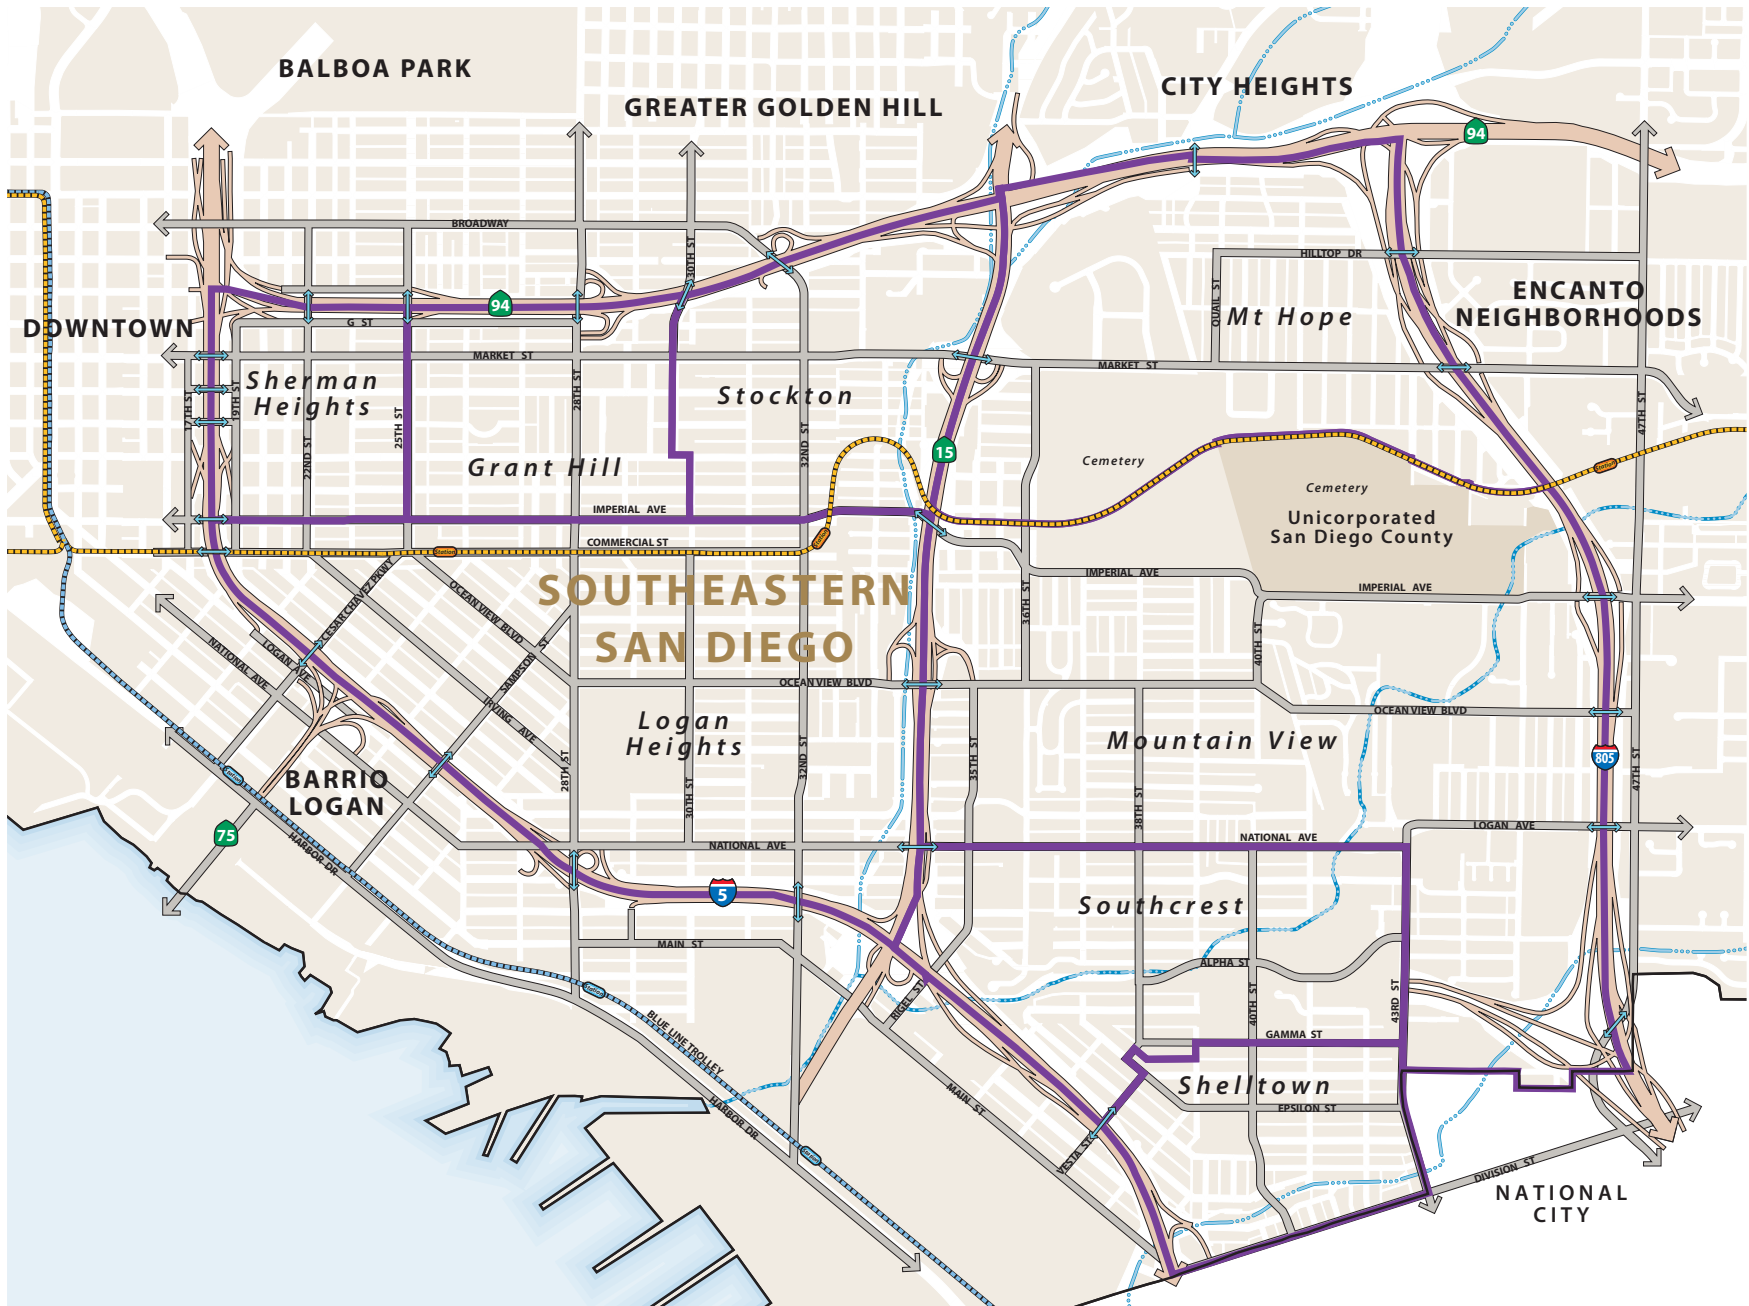 BALBOA PARK
CITY HEIGHTS
GREATER GOLDEN HILL
94
BROADWAY
30TH ST
HILLTOP DR
QUAIL ST
ENCANTO
NEIGHBORHOODS
Mt Hope
94
DOWNTOWN
G ST
MARKET ST
MARKET ST
Sherman
Heights
17TH ST
19TH ST
22ND ST
25TH ST
28TH ST
32ND ST
47TH ST
Stockton
Grant Hill
15
Cemetery
Cemetery
Station
Unicorporated
San Diego County
IMPERIAL AVE
COMMERCIAL ST
Station
Station
IMPERIAL AVE
IMPERIAL AVE
SOUTHEASTERN
SAN DIEGO
CESAR CHAVEZ PKWY
OCEAN VIEW BLVD
SAMPSON ST
IRVING AVE
LOGAN AVE
NATIONAL AVE
36TH ST
40TH ST
OCEAN VIEW BLVD
OCEAN VIEW BLVD
Logan
Heights
Mountain View
28TH ST
30TH ST
32ND ST
35TH ST
38TH ST
805
47TH ST
BARRIO
LOGAN
Station
75
HARBOR DR
NATIONAL AVE
NATIONAL AVE
LOGAN AVE
5
Southcrest
MAIN ST
ALPHA ST
40TH ST
43RD ST
RIGEL ST
Station
BLUE LINE TROLLEY
HARBOR DR
GAMMA ST
Shelltown
EPSILON ST
MAIN ST
VESTA ST
Station
DIVISION ST
NATIONAL
CITY